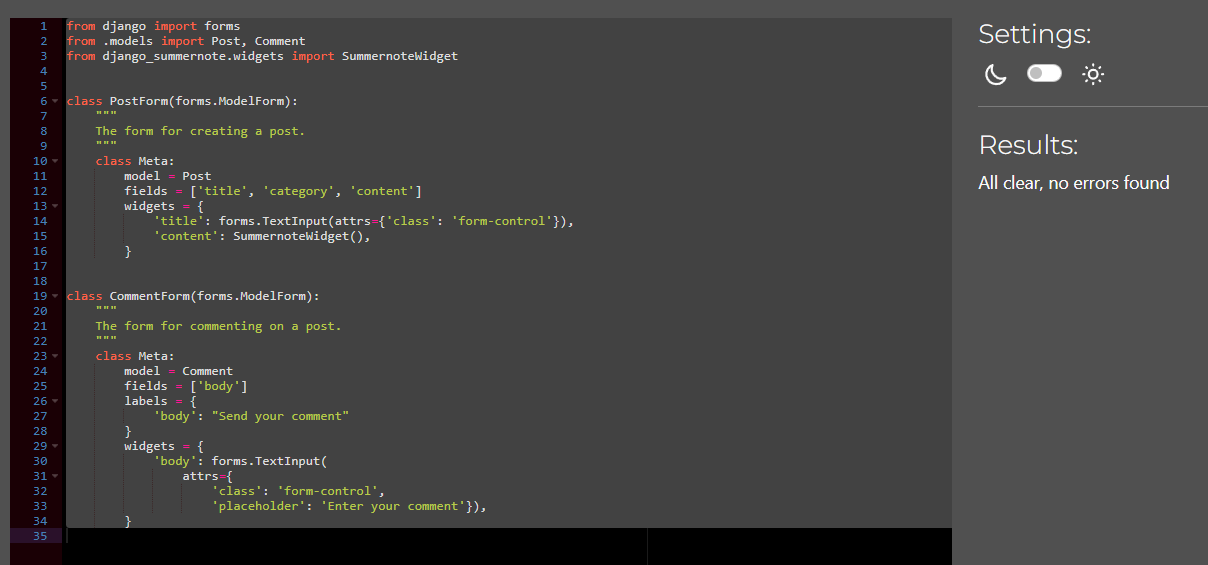 1 from django import forms
2 from .models import Post, Comment
3 from django_summernote.widgets import SummernoteWidget
4
5
6 class PostForm(forms.ModelForm):
7     """
8     The form for creating a post.
9     """
10     class Meta:
11         model = Post
12         fields = ['title', 'category', 'content']
13         widgets = {
14             'title': forms.TextInput(attrs={'class': 'form-control'}),
15             'content': SummernoteWidget(),
16         }
17
18
19 class CommentForm(forms.ModelForm):
20     """
21     The form for commenting on a post.
22     """
23     class Meta:
24         model = Comment
25         fields = ['body']
26         labels = {
27             'body': "Send your comment"
28         }
29         widgets = {
30             'body': forms.TextInput(
31                 attrs={
32                     'class': 'form-control',
33                     'placeholder': 'Enter your comment'}),
34         }
35
Settings:
Results:
All clear, no errors found